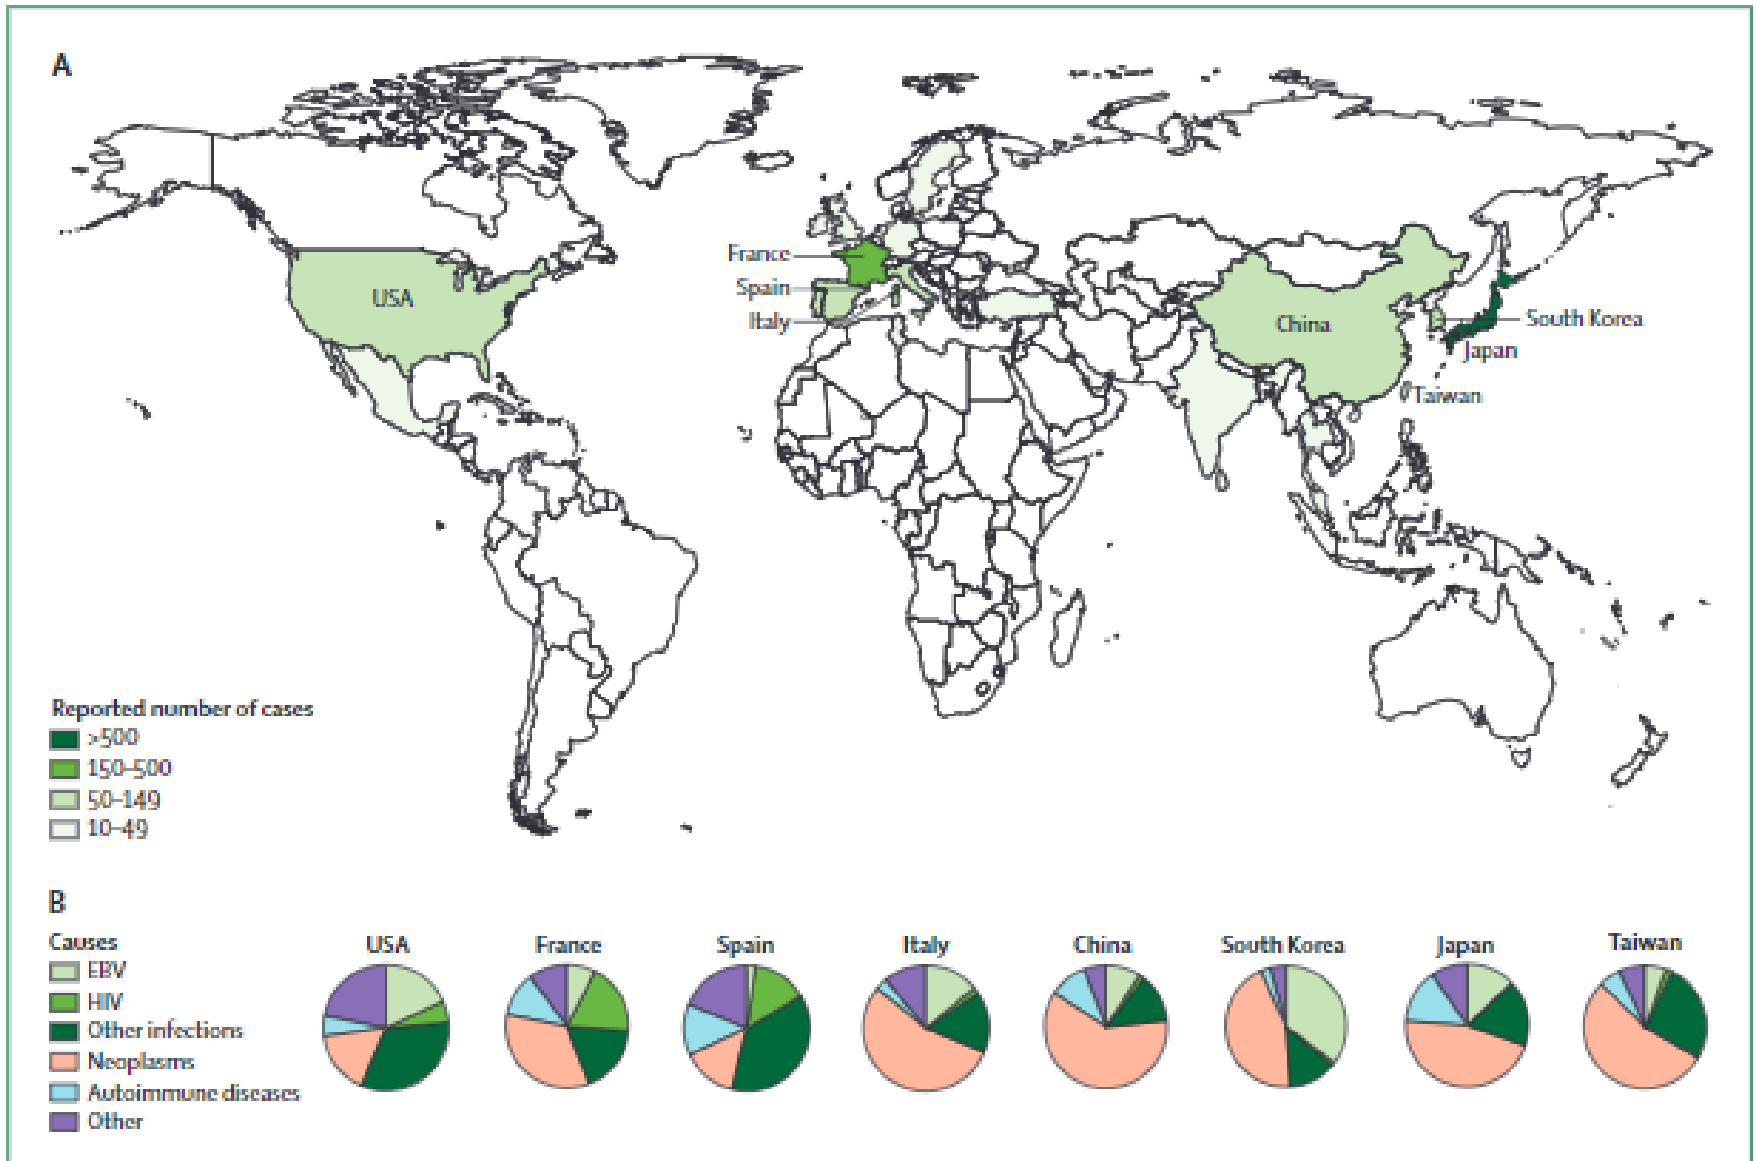 A
France
Spain
Italy
USA
China
South Korea
Japan
Taiwan
Reported number of cases
>500
150–500
50–149
10–49
B
Causes
EBV
HIV
Other infections
Neoplasms
Autoimmune diseases
Other
USA
France
Spain
Italy
China
South Korea
Japan
Taiwan